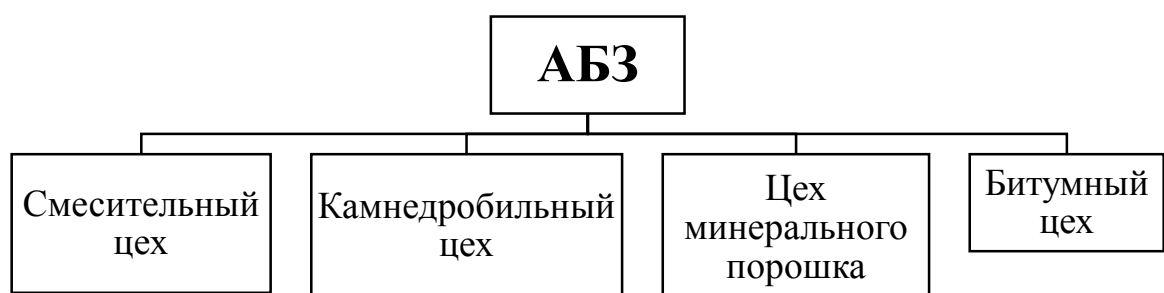 АБЗ
Смесительный
цех
Камнедробильный
цех
Цех
минерального
порошка
Битумный
цех